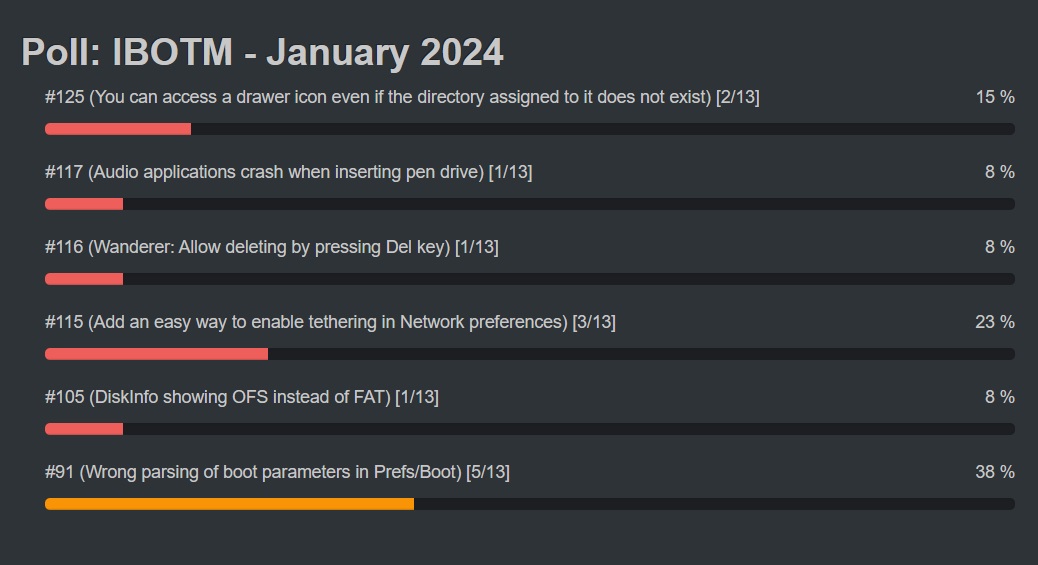 Poll: IBOTM - January 2024
#125 (You can access a drawer icon even if the directory assigned to it does not exist) [2/13] 15 %
#117 (Audio applications crash when inserting pen drive) [1/13] 8 %
#116 (Wanderer: Allow deleting by pressing Del key) [1/13] 8 %
#115 (Add an easy way to enable tethering in Network preferences) [3/13] 23 %
#105 (DiskInfo showing OFS instead of FAT) [1/13] 8 %
#91 (Wrong parsing of boot parameters in Prefs/Boot) [5/13] 38 %